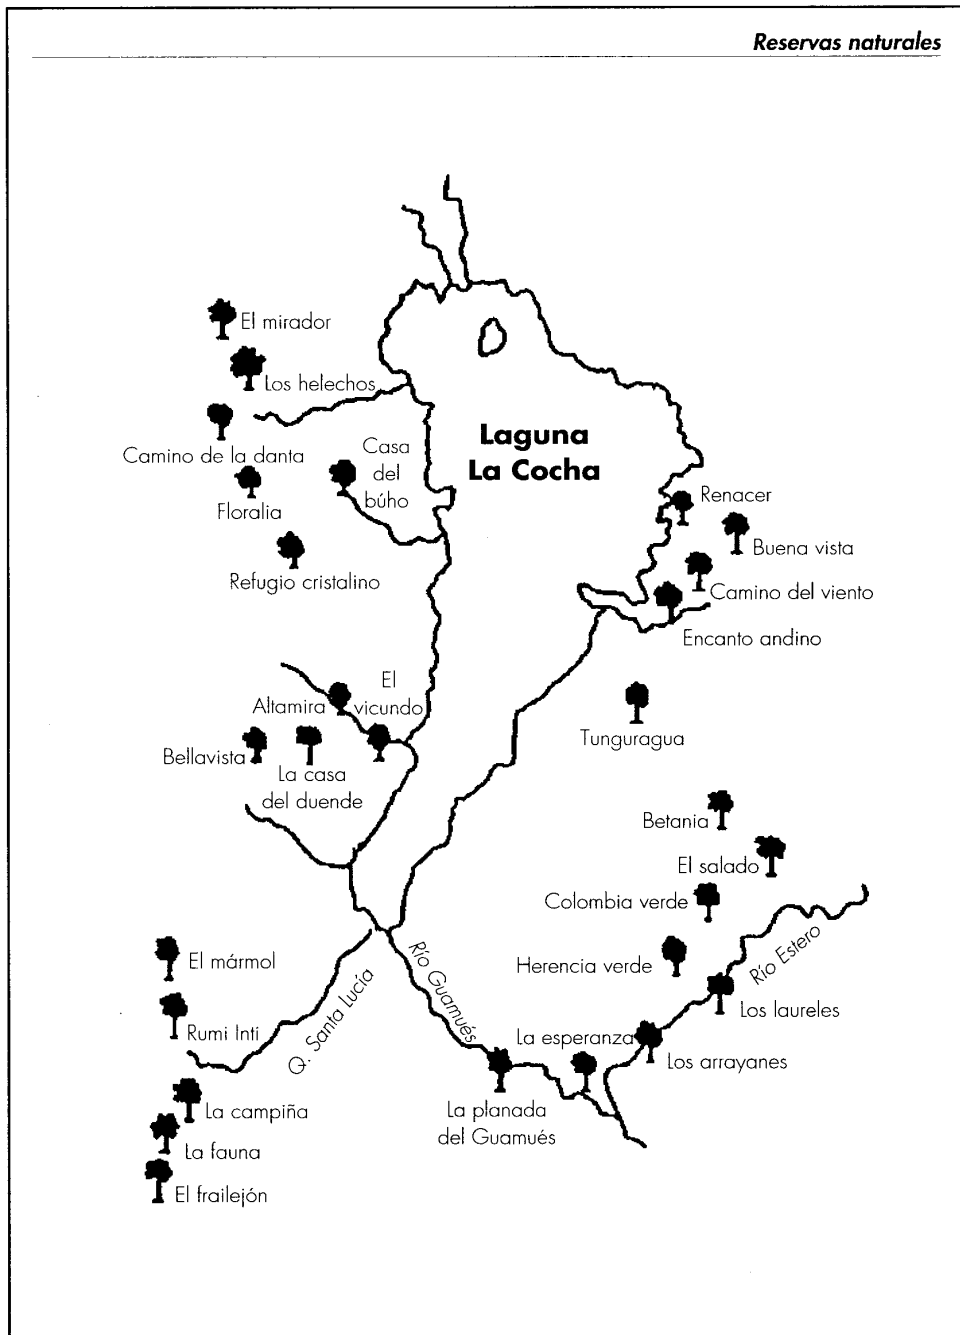 Reservas naturales
El mirador
Los helechos
Camino de la danta
Floralia
Casa
del
búho
Refugio cristalino
Laguna
La Cocha
Renacer
Buena vista
Camino del viento
Encanto andino
Altamira
El
vicundo
Bellavista
La casa
del duende
Tunguragua
Betania
El salado
Colombia verde
Herencia verde
Río Estero
Los laureles
El mármol
Rumi Inti
Q. Santa Lucía
Río Guamués
La esperanza
Los arrayanes
La planada
del Guamués
La campiña
La fauna
El frailejón